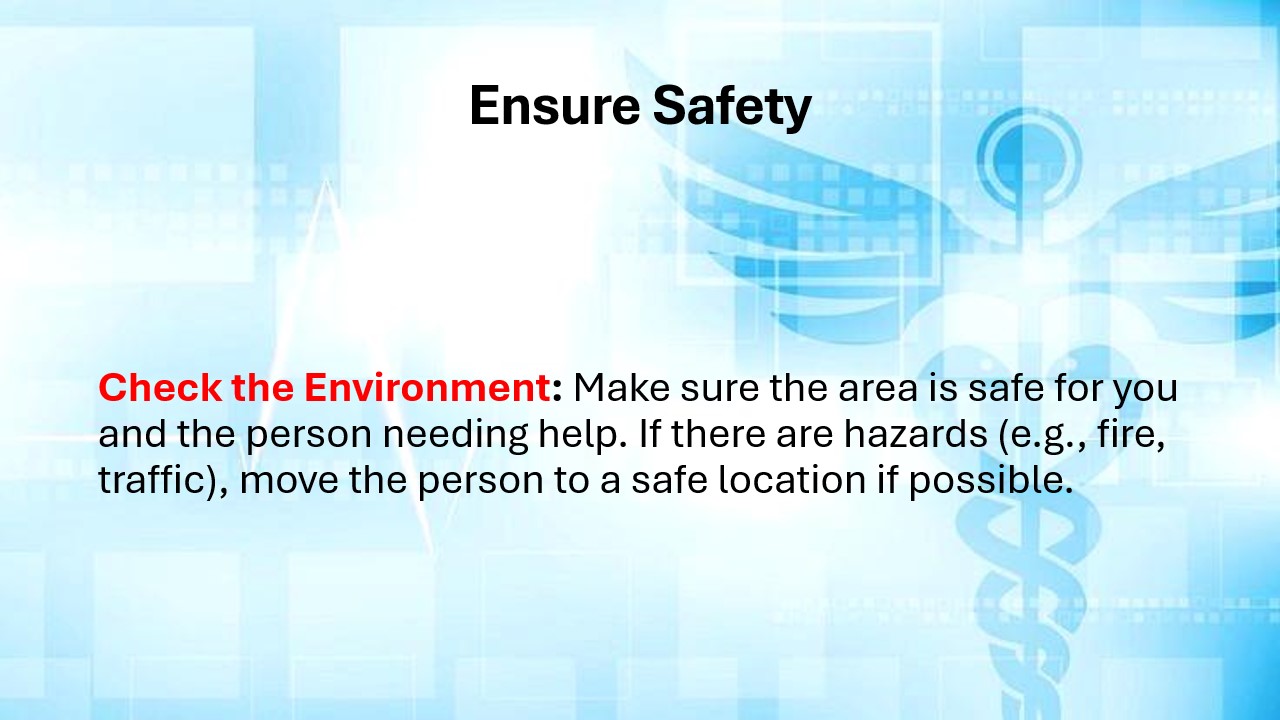 Ensure Safety
Check the Environment: Make sure the area is safe for you
and the person needing help. If there are hazards (e.g., fire,
traffic), move the person to a safe location if possible.